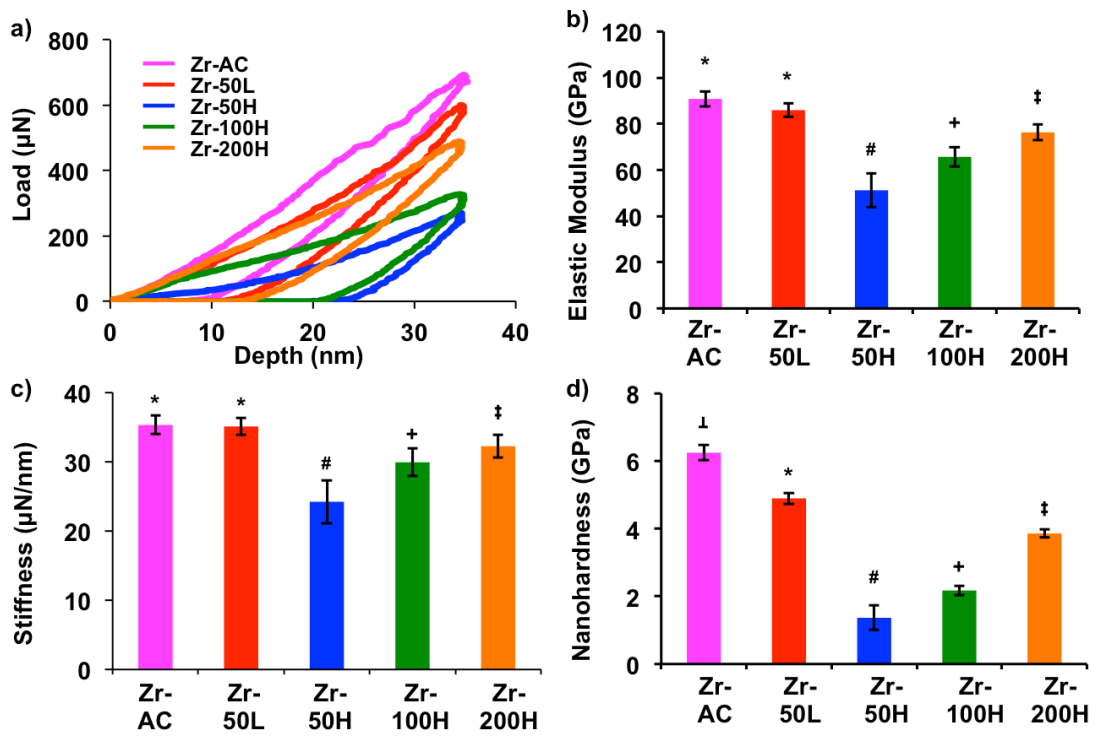 a)
800
600
400
200
0
Load (µN)
Zr-AC
Zr-50L
Zr-50H
Zr-100H
Zr-200H
0 10 20 30 40
Depth (nm)
b)
120
100
80
60
40
20
0
Elastic Modulus (GPa)
* * # + ‡
Zr- Zr- Zr- Zr- Zr-
AC 50L 50H 100H 200H
c)
40
30
20
10
0
Stiffness (µN/nm)
* * # + ‡
Zr- Zr- Zr- Zr- Zr-
AC 50L 50H 100H 200H
d)
8
6
4
2
0
Nanohardness (GPa)
⊥ * # + ‡
Zr- Zr- Zr- Zr- Zr-
AC 50L 50H 100H 200H